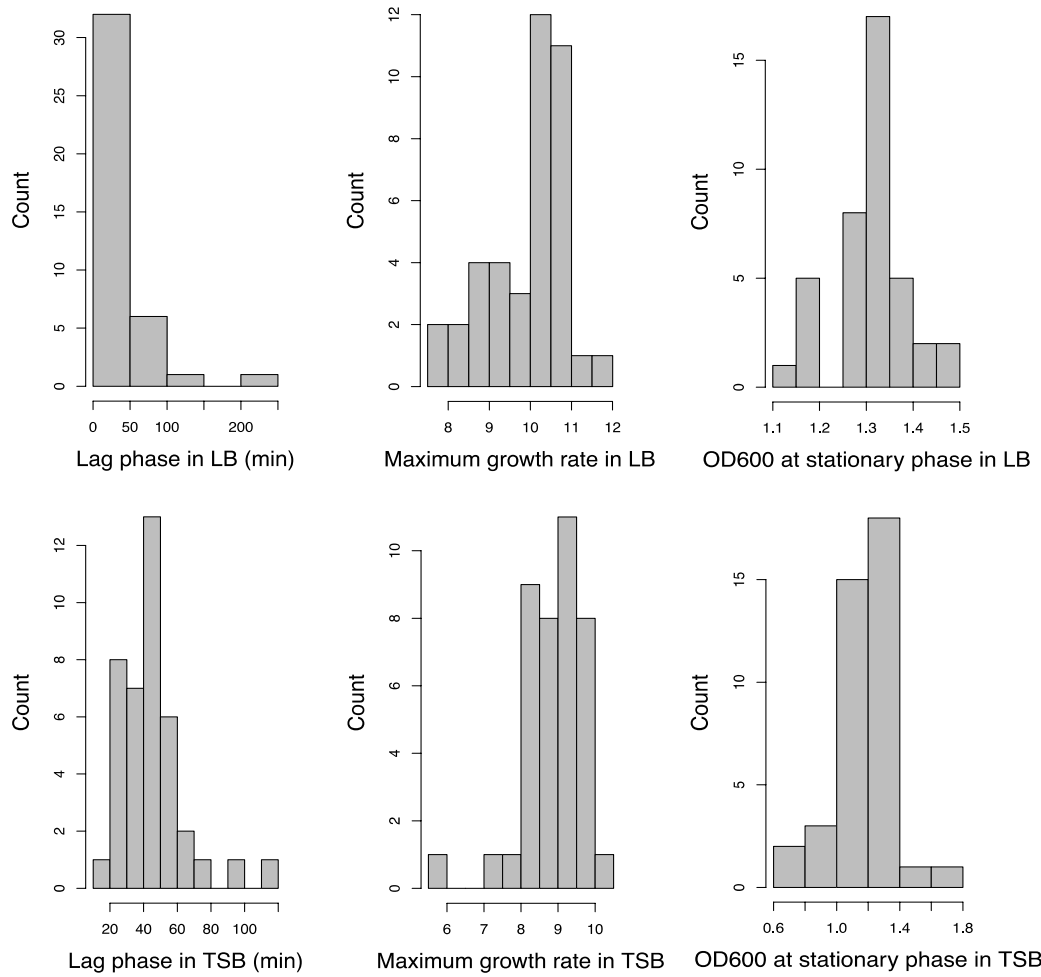 Count
0 5 10 15 20 25 30
0 50 100 200
Lag phase in LB (min)
Count
0 2 4 6 8 10 12
8 9 10 11 12
Maximum growth rate in LB
Count
0 5 10 15
1.1 1.2 1.3 1.4 1.5
OD600 at stationary phase in LB
Count
0 2 4 6 8 10 12
20 40 60 80 100
Lag phase in TSB (min)
Count
0 2 4 6 8 10
6 7 8 9 10
Maximum growth rate in TSB
Count
0 5 10 15
0.6 1.0 1.4 1.8
OD600 at stationary phase in TSB